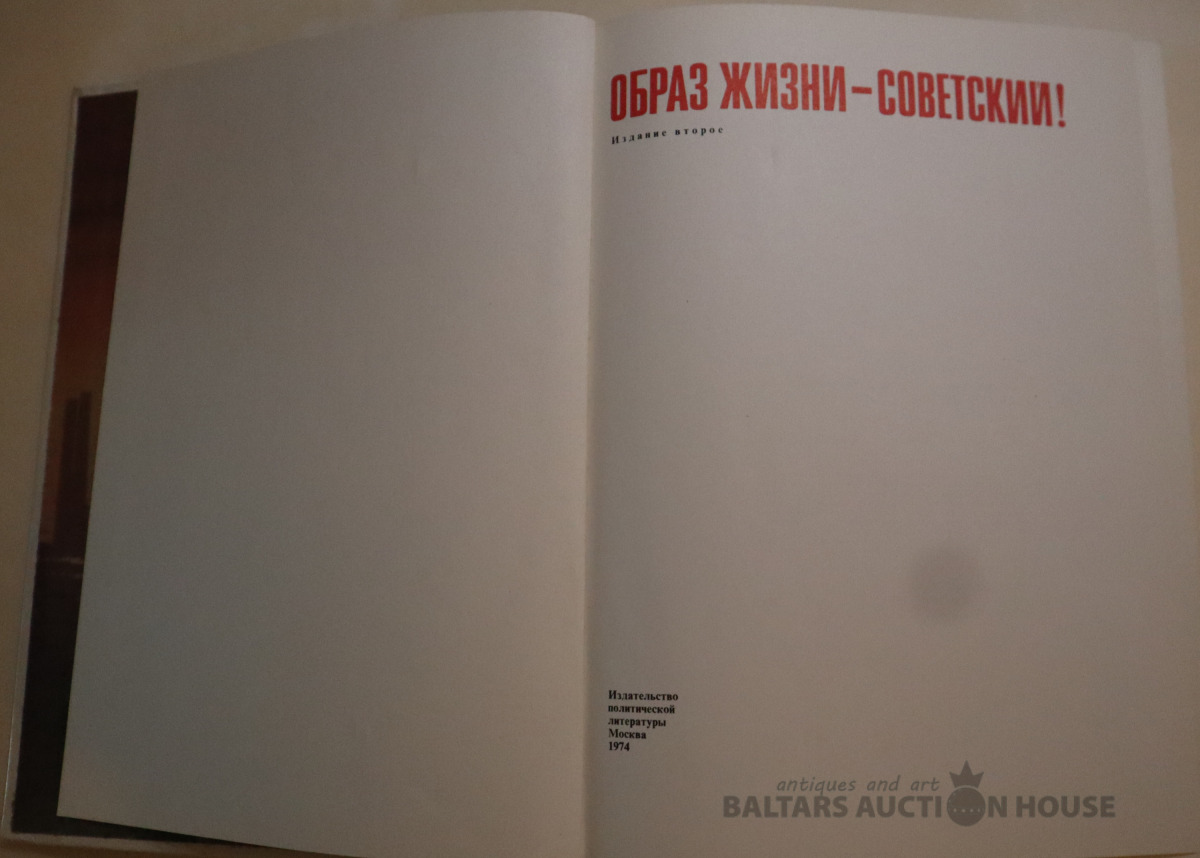 ОБРАЗ ЖИЗНИ–СОВЕТСКИЙ!
Издание второе
Издательство
политической
литературы
Москва
1974
antiques and art
BALTARS AUCTION HOUSE